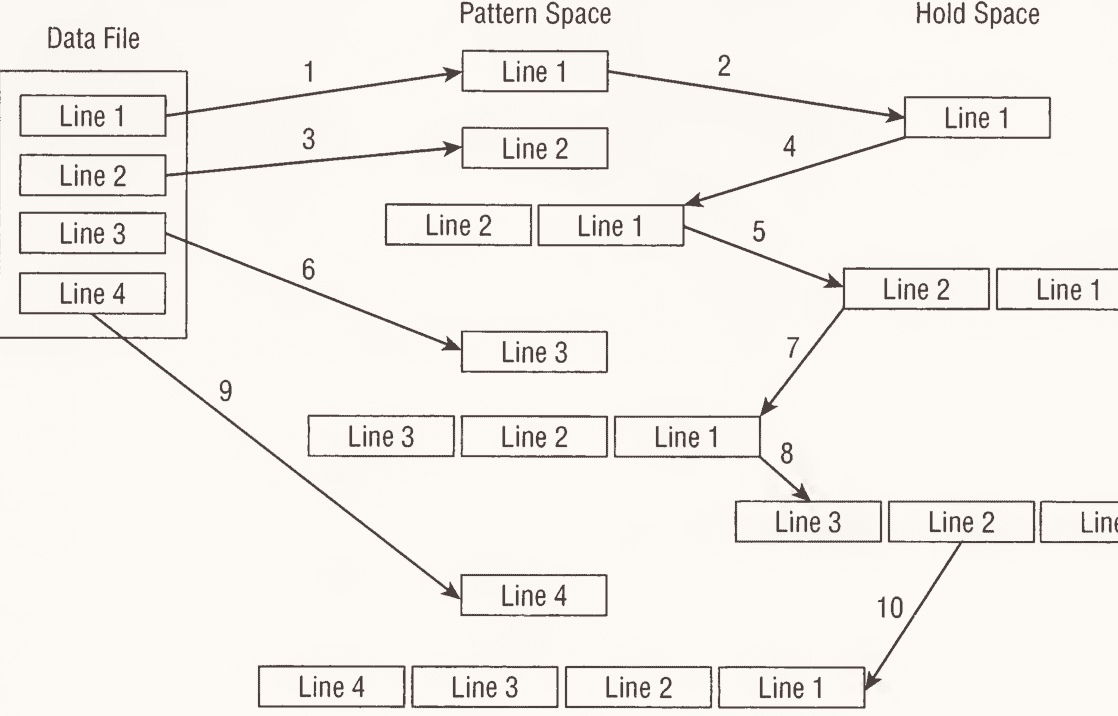 Pattern Space
Hold Space
Data File
1
Line 1
2
Line 1
Line 1
3
Line 2
4
Line 2
Line 2
Line 1
5
Line 3
6
Line 2
Line 1
Line 4
Line 3
7
9
Line 3
Line 2
Line 1
8
Line 3
Line 2
Line 4
10
Line 4
Line 3
Line 2
Line 1